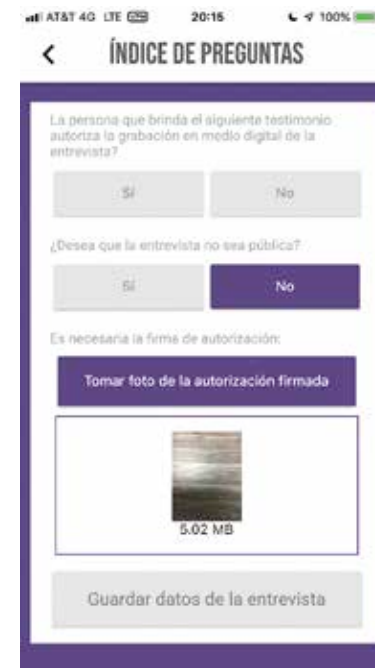 AT&T 4G LTE 20:15 100%
ÍNDICE DE PREGUNTAS
La persona que brinda el siguiente testimonio
autoriza la grabación en medio digital de la
entrevista?
Sí No
¿Desea que la entrevista no sea pública?
Sí No
Es necesaria la firma de autorización:
Tomar foto de la autorización firmada
5.02 MB
Guardar datos de la entrevista